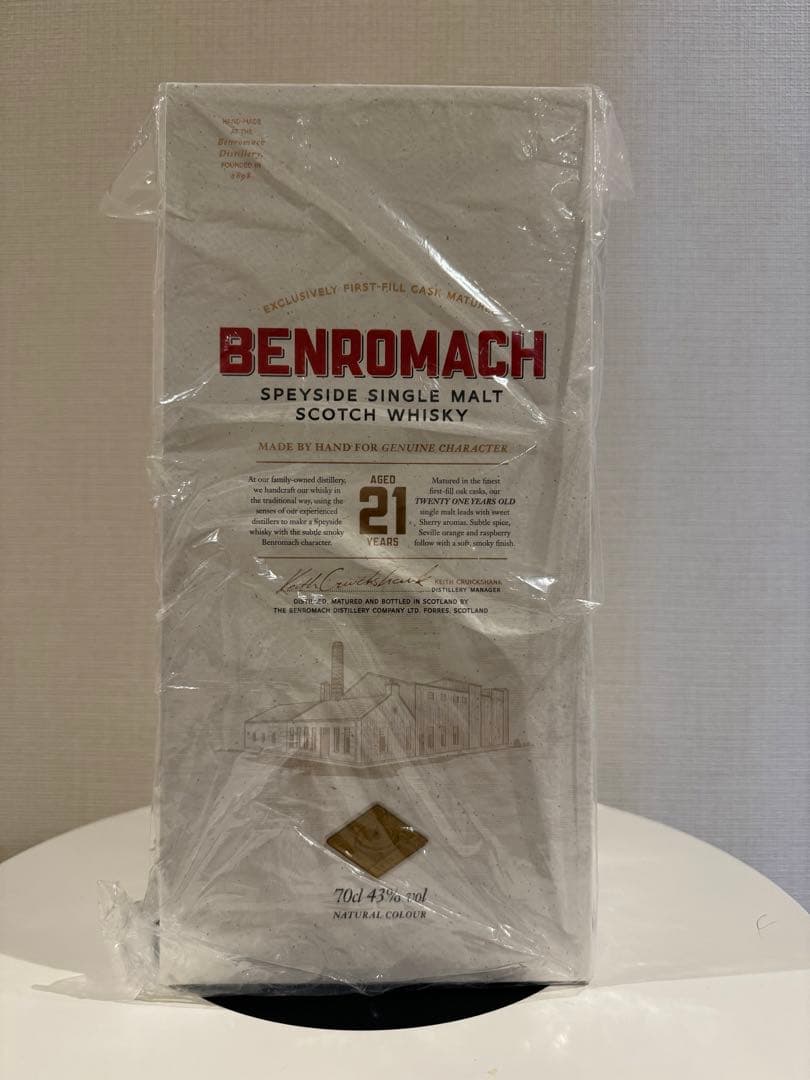 HAND-MADE
AT THE
Benromach
Distillery,
FOUNDED IN
1898
EXCLUSIVELY FIRST-FILL CASK
BENROMACH
SPEYSIDE SINGLE MALT
SCOTCH WHISKY
MADE BY HAND FOR GENUINE CHARACTER
At our family-owned distillery,
we handcraft our whisky in
the traditional way, using the
senses of our experienced
distillers to make a Speyside
whisky with the subtle smoky
Benromach character.
AGED
21
YEARS
Matured in the finest
first-fill oak casks, our
TWENTY ONE YEARS OLD
single malt leads with sweet
Sherry aromas. Subtle spice,
Seville orange and raspberry
follow with a soft, smoky finish.
Keith Cruickshank
KEITH CRUICKSHANK
DISTILLERY MANAGER
DISTILLED, MATURED AND BOTTLED IN SCOTLAND BY
THE BENROMACH DISTILLERY COMPANY LTD. FORRES, SCOTLAND
70cl 43% vol
NATURAL COLOUR